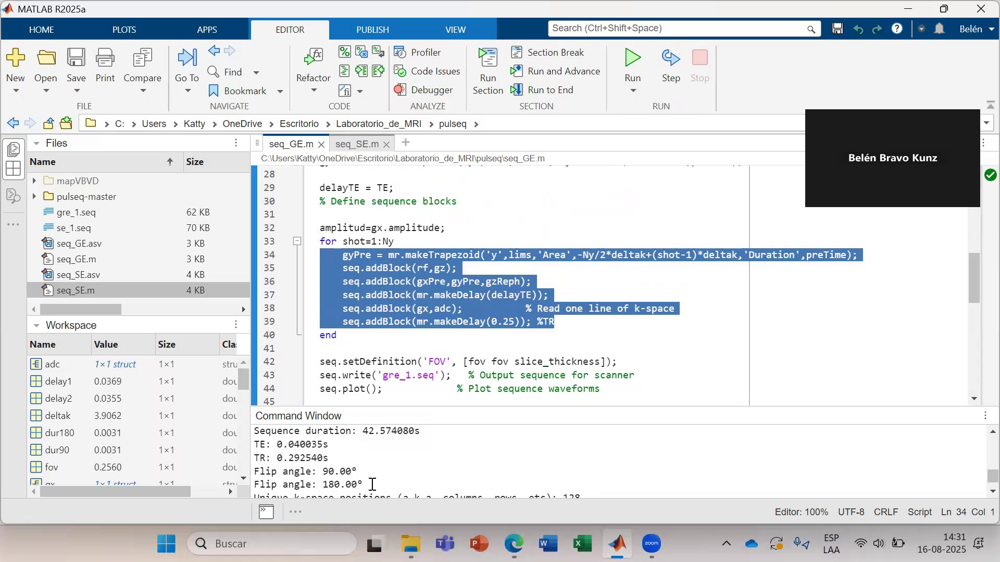 MATLAB R2025a
HOME
PLOTS
APPS
EDITOR
PUBLISH
VIEW
Search (Ctrl+Shift+Space)
Belén
New
Open
Save
Print
Compare
FILE
Go To
Find
Bookmark
NAVIGATE
Refactor
CODE
Profiler
Code Issues
Debugger
ANALYZE
Run Section
Section Break
Run and Advance
Run to End
SECTION
Run
Step
Stop
RUN
C: > Users > Katty > OneDrive > Escritorio > Laboratorio_de_MRI > pulseq >
Belén Bravo Kunz
Files
Name Size
mapVBVD
pulseq-master
gre_1.seq 62 KB
se_1.seq 70 KB
seq_GE.asv 3 KB
seq_GE.m 3 KB
seq_SE.asv 4 KB
seq_SE.m 4 KB
Workspace
Name Value Size Cla
adc 1×1 struct 1×1 stru
delay1 0.0369 1×1 dou
delay2 0.0355 1×1 dou
deltak 3.9062 1×1 dou
dur180 0.0031 1×1 dou
dur90 0.0031 1×1 dou
fov 0.2560 1×1 dou
gx 1×1 struct 1×1 stru
seq_GE.m
seq_SE.m
C:\Users\Katty\OneDrive\Escritorio\Laboratorio_de_MRI\pulseq\seq_GE.m
28
29 delayTE = TE;
30 % Define sequence blocks
31
32 amplitud=gx.amplitude;
33 for shot=1:Ny
34 gyPre = mr.makeTrapezoid('y',lims,'Area',-Ny/2*deltak+(shot-1)*deltak,'Duration',preTime);
35 seq.addBlock(rf,gz);
36 seq.addBlock(gxPre,gyPre,gzReph);
37 seq.addBlock(mr.makeDelay(delayTE));
38 seq.addBlock(gx,adc); % Read one line of k-space
39 seq.addBlock(mr.makeDelay(0.25)); %TR
40 end
41
42 seq.setDefinition('FOV', [fov fov slice_thickness]);
43 seq.write('gre_1.seq'); % Output sequence for scanner
44 seq.plot(); % Plot sequence waveforms
45
Command Window
Sequence duration: 42.574080s
TE: 0.040035s
TR: 0.292540s
Flip angle: 90.00°
Flip angle: 180.00°
Unique k-space positions (a.k.a. columns, rows, etc): 128
Editor: 100% UTF-8 CRLF Script Ln 34 Col 1
Buscar
zoom
ESP
LAA
14:31
16-08-2025